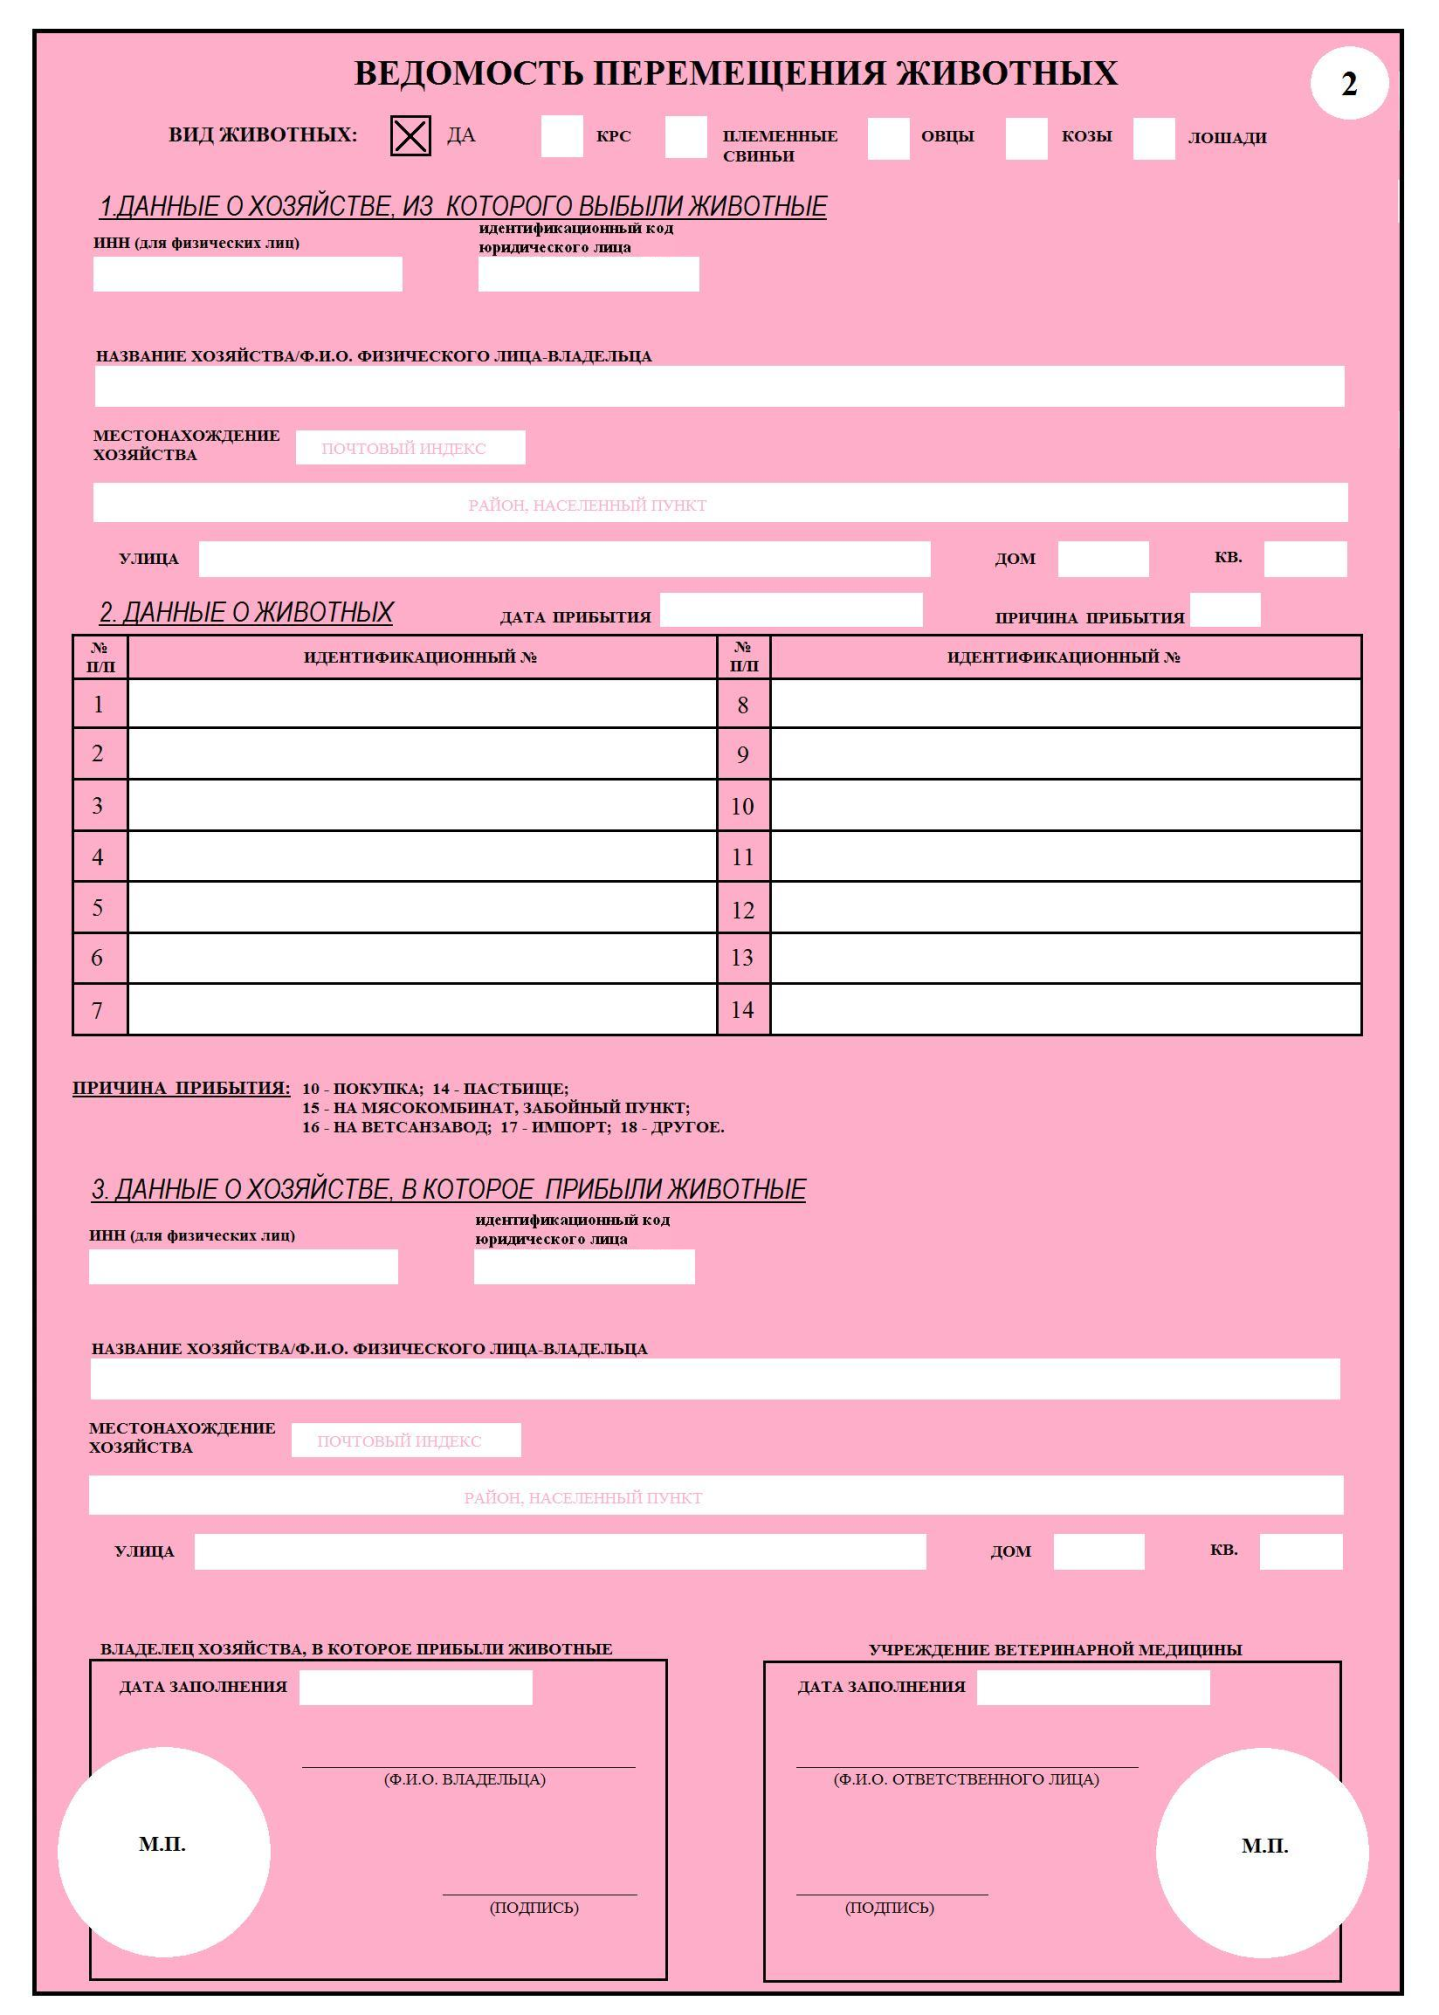 ВЕДОМОСТЬ ПЕРЕМЕЩЕНИЯ ЖИВОТНЫХ
2
ВИД ЖИВОТНЫХ: ДА КРС ПЛЕМЕННЫЕ ОВЦЫ КОЗЫ ЛОШАДИ
СВИНЬИ
1.ДАННЫЕ О ХОЗЯЙСТВЕ, ИЗ КОТОРОГО ВЫБЫЛИ ЖИВОТНЫЕ
ИНН (для физических лиц)
идентификационный код
юридического лица
НАЗВАНИЕ ХОЗЯЙСТВА/Ф.И.О. ФИЗИЧЕСКОГО ЛИЦА-ВЛАДЕЛЬЦА
МЕСТОНАХОЖДЕНИЕ
ХОЗЯЙСТВА
ПОЧТОВЫЙ ИНДЕКС
РАЙОН, НАСЕЛЕННЫЙ ПУНКТ
УЛИЦА ДОМ КВ.
2. ДАННЫЕ О ЖИВОТНЫХ ДАТА ПРИБЫТИЯ ПРИЧИНА ПРИБЫТИЯ
№
П/П
ИДЕНТИФИКАЦИОННЫЙ №
№
П/П
ИДЕНТИФИКАЦИОННЫЙ №
1 8
2 9
3 10
4 11
5 12
6 13
7 14
ПРИЧИНА ПРИБЫТИЯ: 10 - ПОКУПКА; 14 - ПАСТБИЩЕ;
15 - НА МЯСОКОМБИНАТ, ЗАБОЙНЫЙ ПУНКТ;
16 - НА ВЕТСАНЗАВОД; 17 - ИМПОРТ; 18 - ДРУГОЕ.
3. ДАННЫЕ О ХОЗЯЙСТВЕ, В КОТОРОЕ ПРИБЫЛИ ЖИВОТНЫЕ
ИНН (для физических лиц)
идентификационный код
юридического лица
НАЗВАНИЕ ХОЗЯЙСТВА/Ф.И.О. ФИЗИЧЕСКОГО ЛИЦА-ВЛАДЕЛЬЦА
МЕСТОНАХОЖДЕНИЕ
ХОЗЯЙСТВА
ПОЧТОВЫЙ ИНДЕКС
РАЙОН, НАСЕЛЕННЫЙ ПУНКТ
УЛИЦА ДОМ КВ.
ВЛАДЕЛЕЦ ХОЗЯЙСТВА, В КОТОРОЕ ПРИБЫЛИ ЖИВОТНЫЕ
ДАТА ЗАПОЛНЕНИЯ
(Ф.И.О. ВЛАДЕЛЬЦА)
М.П.
(ПОДПИСЬ)
УЧРЕЖДЕНИЕ ВЕТЕРИНАРНОЙ МЕДИЦИНЫ
ДАТА ЗАПОЛНЕНИЯ
(Ф.И.О. ОТВЕТСТВЕННОГО ЛИЦА)
М.П.
(ПОДПИСЬ)